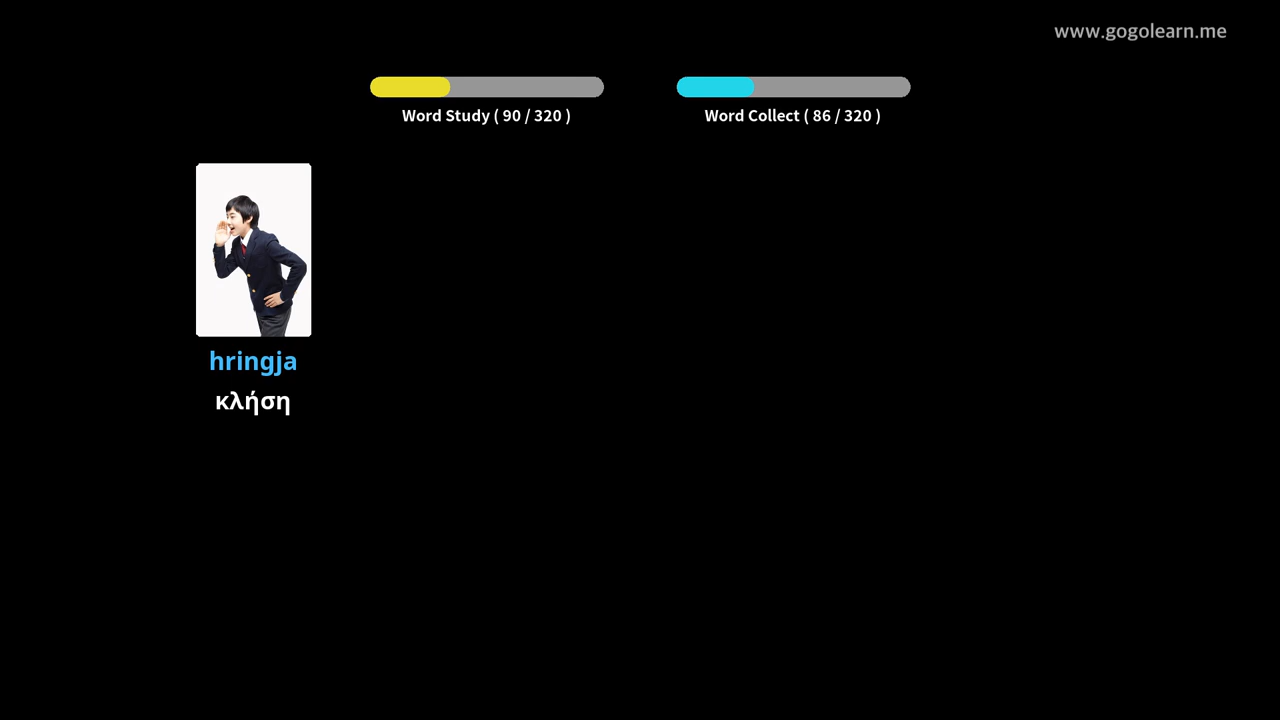 www.gogolearn.me
Word Study ( 90 / 320 )
Word Collect ( 86 / 320 )
hringja
κλήση